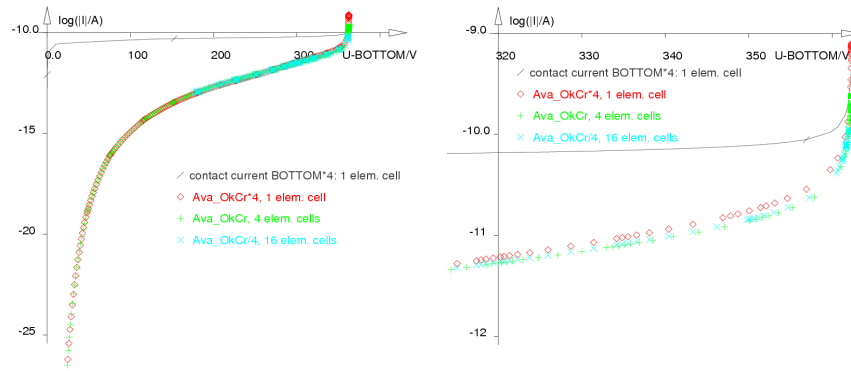 log(|I|/A)
-10.0
0.0
100
200
300
U-BOTTOM/V
-15
-20
-25
contact current BOTTOM*4: 1 elem. cell
Ava_OkCr*4, 1 elem. cell
Ava_OkCr, 4 elem. cells
Ava_OkCr/4, 16 elem. cells
log(|I|/A)
-9.0
320
330
340
350
U-BOTTOM/V
contact current BOTTOM*4: 1 elem. cell
Ava_OkCr*4, 1 elem. cell
Ava_OkCr, 4 elem. cells
Ava_OkCr/4, 16 elem. cells
-10.0
-11
-12